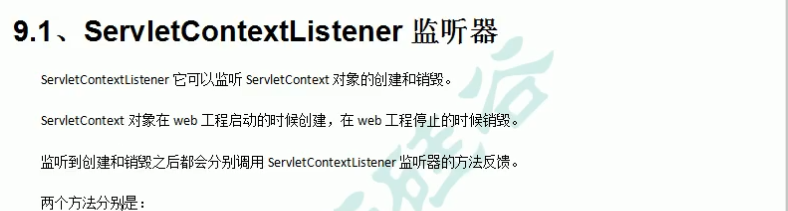 9.1、ServletContextListener 监听器
ServletContextListener 它可以监听 ServletContext 对象的创建和销毁。
ServletContext 对象在 web 工程启动的时候创建，在 web 工程停止的时候销毁。
监听到创建和销毁之后都会分别调用 ServletContextListener 监听器的方法反馈。
两个方法分别是：
硅谷